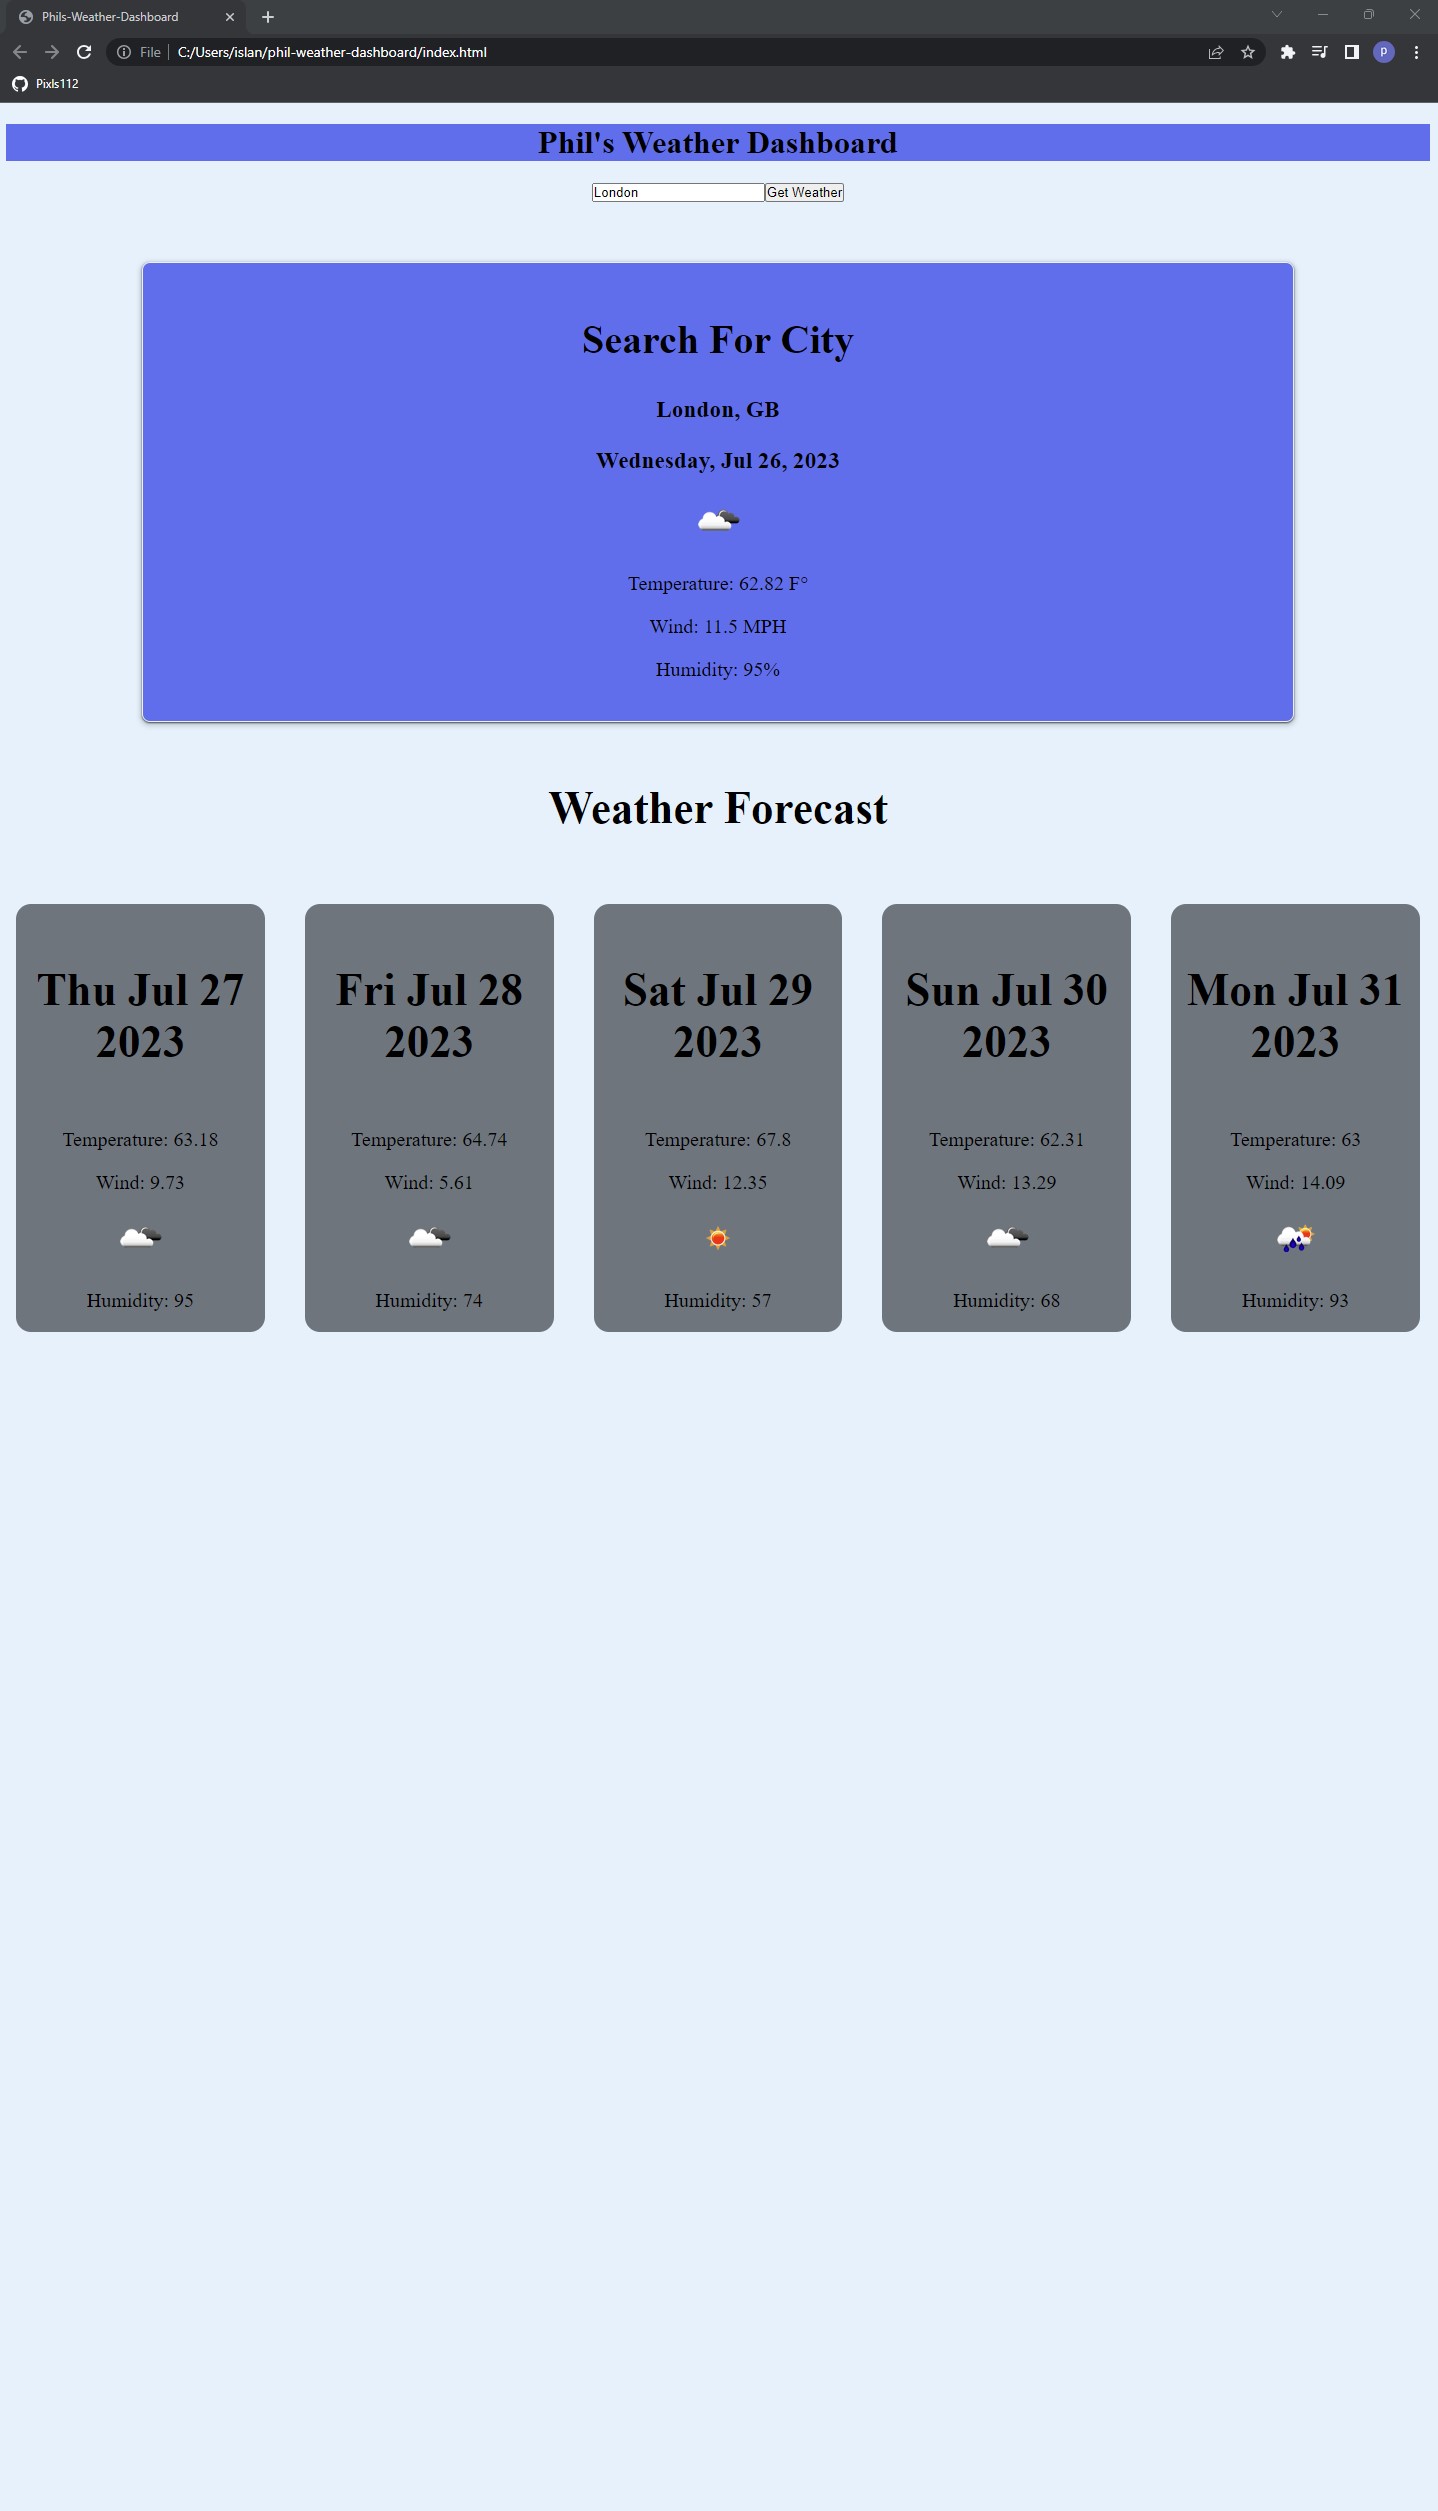 Phils-Weather-Dashboard
File C:/Users/islan/phil-weather-dashboard/index.html
P
Pixls112
Phil's Weather Dashboard
London Get Weather
Search For City
London, GB
Wednesday, Jul 26, 2023
Temperature: 62.82 F°
Wind: 11.5 MPH
Humidity: 95%
Weather Forecast
Thu Jul 27
2023
Temperature: 63.18
Wind: 9.73
Humidity: 95
Fri Jul 28
2023
Temperature: 64.74
Wind: 5.61
Humidity: 74
Sat Jul 29
2023
Temperature: 67.8
Wind: 12.35
Humidity: 57
Sun Jul 30
2023
Temperature: 62.31
Wind: 13.29
Humidity: 68
Mon Jul 31
2023
Temperature: 63
Wind: 14.09
Humidity: 93